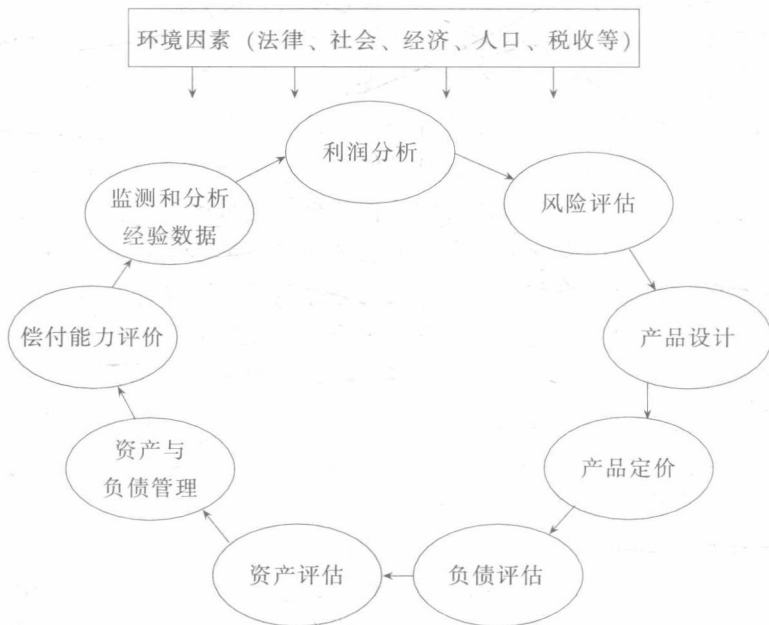 环境因素（法律、社会、经济、人口、税收等）
利润分析
监测和分析
经验数据
风险评估
偿付能力评价
产品设计
资产与
负债管理
产品定价
资产评估
负债评估